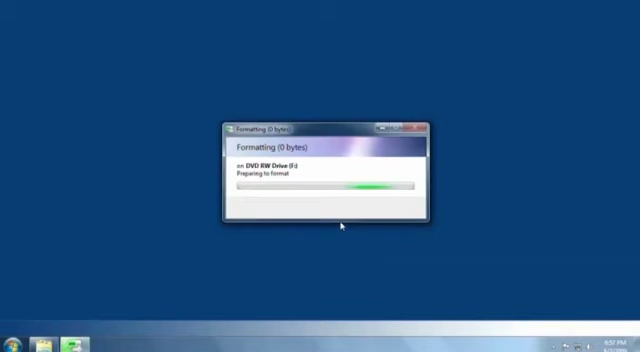 Formatting (0 bytes)
Formatting (0 bytes)
on DVD RW Drive (F:)
Preparing to format
6:57 PM